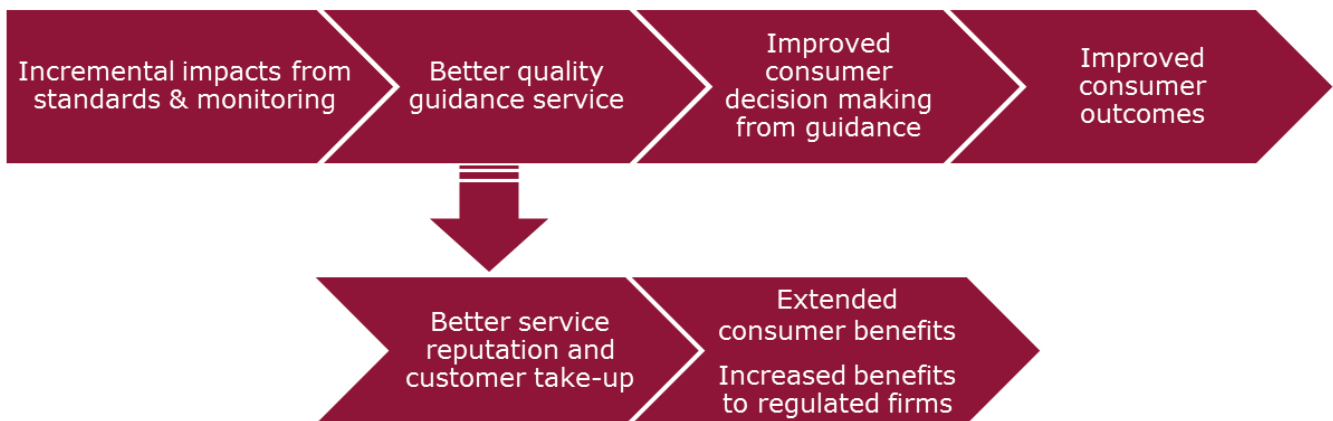 Incremental impacts from
standards & monitoring
Better quality
guidance service
Improved
consumer
decision making
from guidance
Improved
consumer
outcomes
Better service
reputation and
customer take-up
Extended
consumer benefits
Increased benefits
to regulated firms